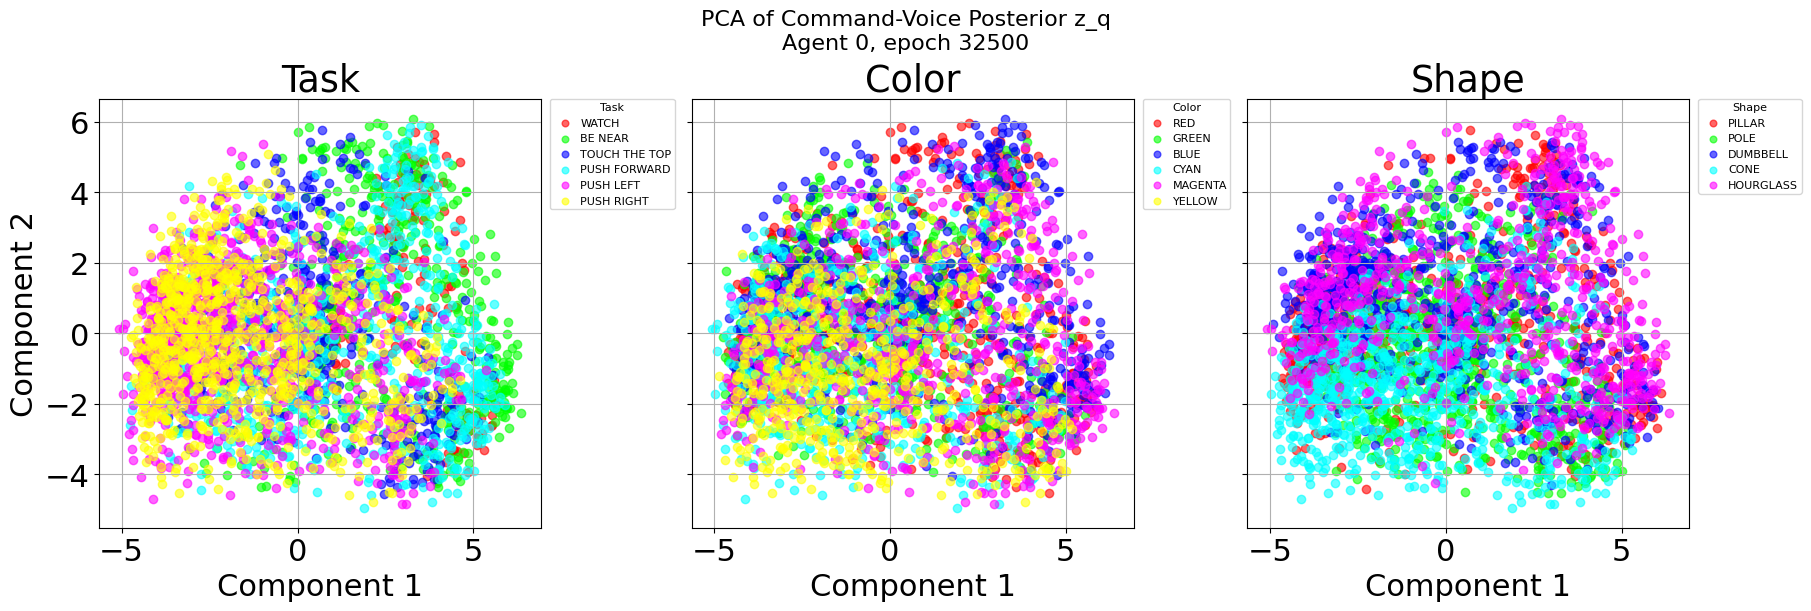 PCA of Command-Voice Posterior z_q
Agent 0, epoch 32500
Task
Color
Shape
Component 2
6
4
2
0
−2
−4
−5
0
5
Component 1
Task
WATCH
BE NEAR
TOUCH THE TOP
PUSH FORWARD
PUSH LEFT
PUSH RIGHT
−5
0
5
Component 1
Color
RED
GREEN
BLUE
CYAN
MAGENTA
YELLOW
−5
0
5
Component 1
Shape
PILLAR
POLE
DUMBBELL
CONE
HOURGLASS